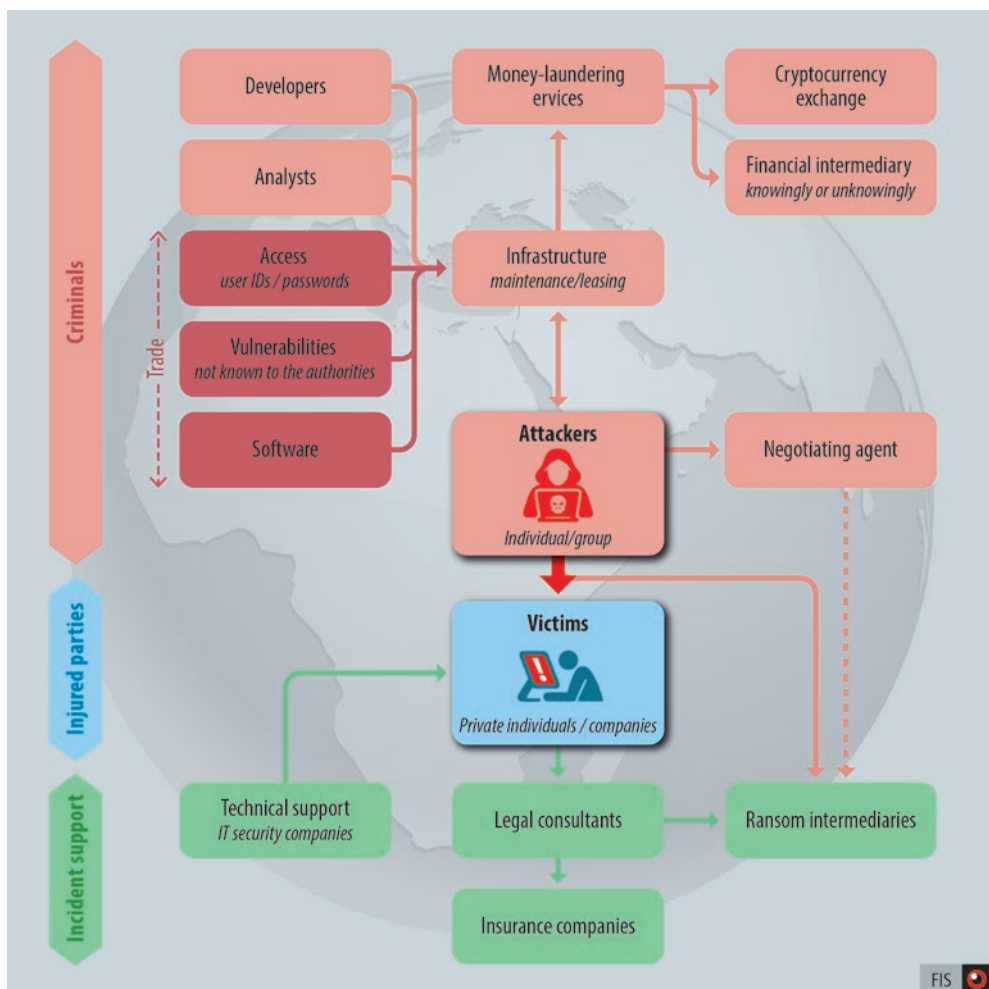 Criminals
Injured parties
Incident support
Trade
Developers
Analysts
Access
user IDs / passwords
Vulnerabilities
not known to the authorities
Software
Money-laundering
ervices
Cryptocurrency
exchange
Financial intermediary
knowingly or unknowingly
Infrastructure
maintenance/leasing
Attackers
Individual/group
Negotiating agent
Victims
!
Private individuals / companies
Technical support
IT security companies
Legal consultants
Ransom intermediaries
Insurance companies
FIS